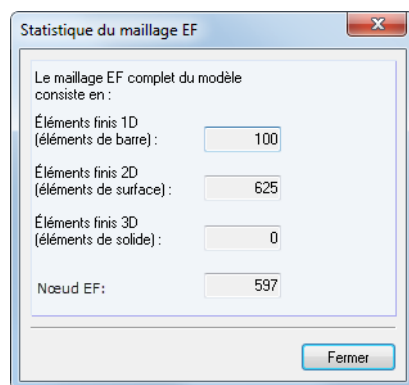 Statistique du maillage EF
Le maillage EF complet du modèle
consiste en :
Éléments finis 1D
(éléments de barre) : 100
Éléments finis 2D
(éléments de surface) : 625
Éléments finis 3D
(éléments de solide) : 0
Nœud EF: 597
Fermer